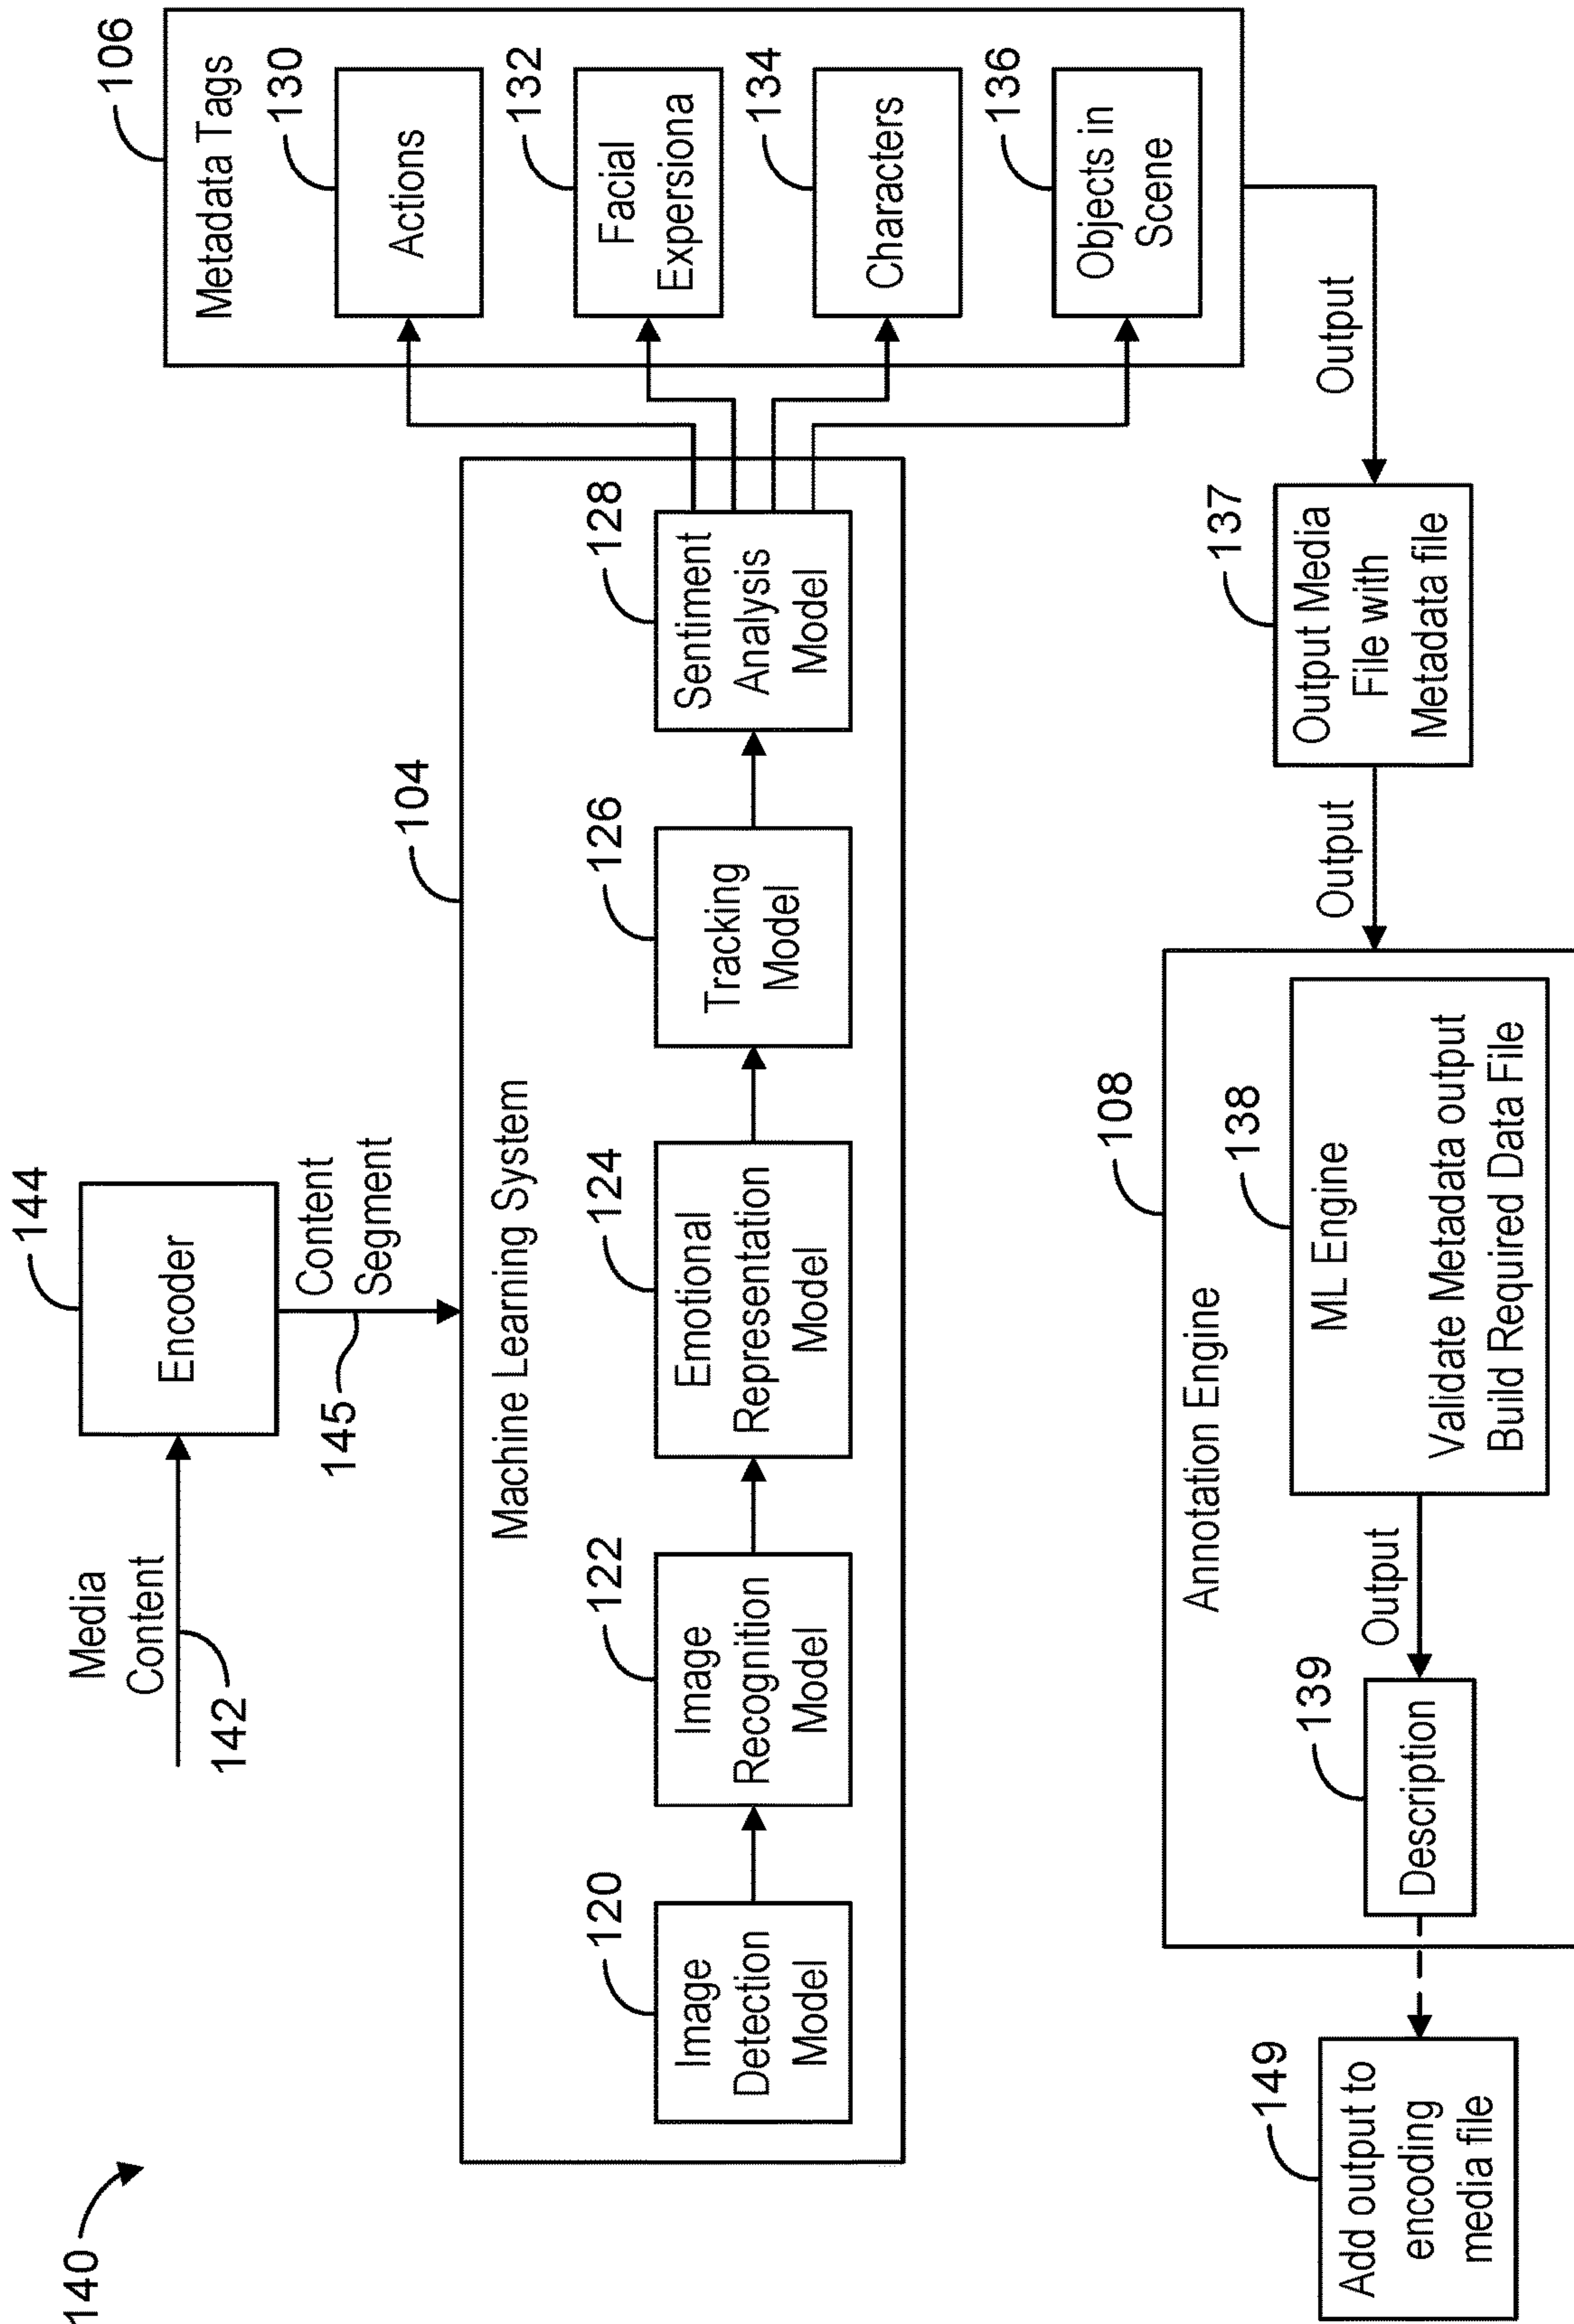 140
Media
Content
142
144
Encoder
Content
Segment
145
104
Machine Learning System
120
Image
Detection
Model
122
Image
Recognition
Model
124
Emotional
Representation
Model
126
Tracking
Model
128
Sentiment
Analysis
Model
106
Metadata Tags
130
Actions
132
Facial
Expersiona
134
Characters
136
Objects in
Scene
Output
137
Output Media
File with
Metadata file
Output
108
Annotation Engine
138
ML Engine
Validate Metadata output
Build Required Data File
Output
139
Description
149
Add output to
encoding
media file